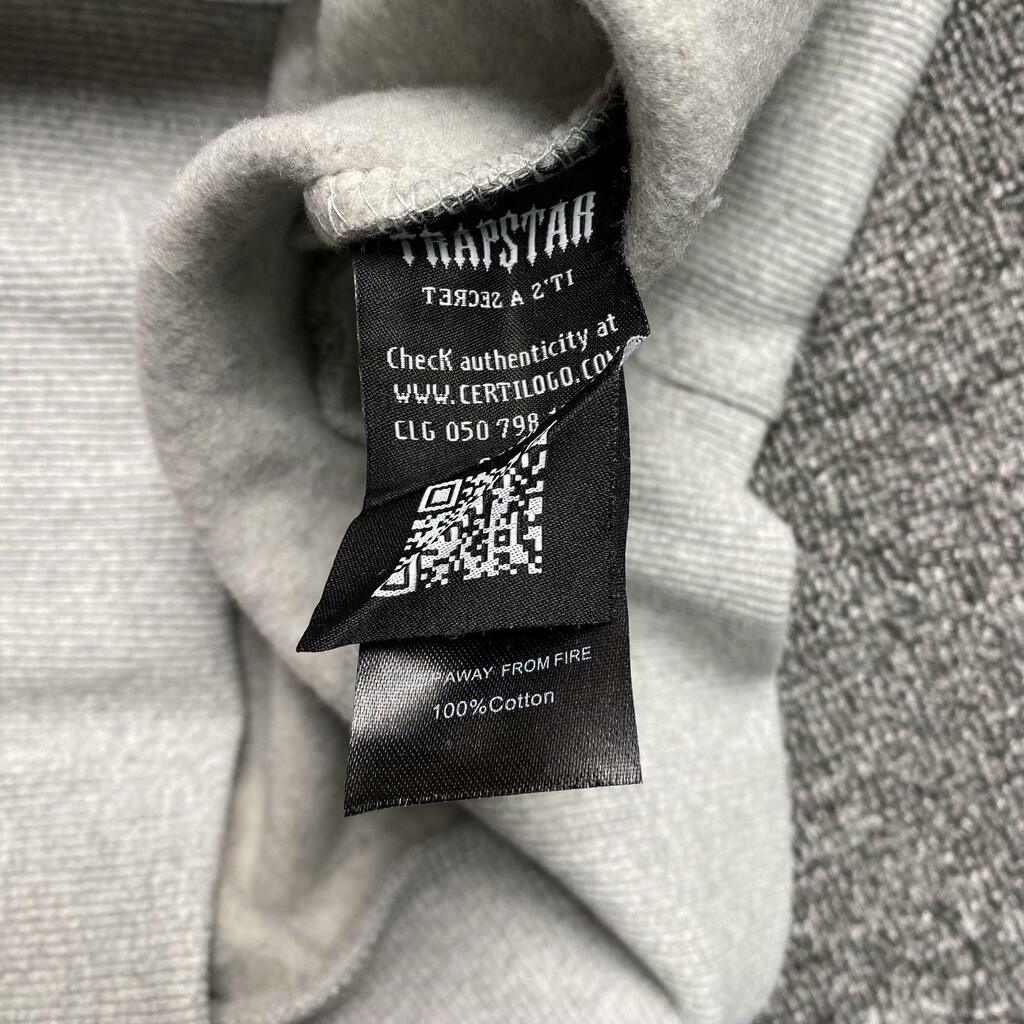 TRAPSTAR
IT'S A SECRET
Check authenticity at
WWW.CERTILOGO.COM
CLG 050 798
AWAY FROM FIRE
100%Cotton